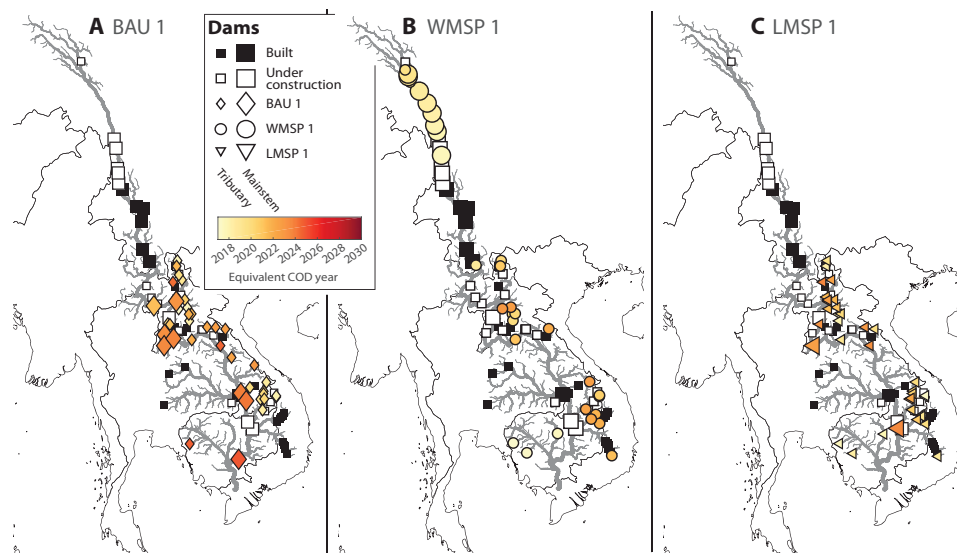 A BAU 1
Dams
Built
Under
construction
BAU 1
WMSP 1
LMSP 1
Tributary
Mainstem
2018
2020
2022
2024
2026
2028
2030
Equivalent COD year
B WMSP 1
C LMSP 1